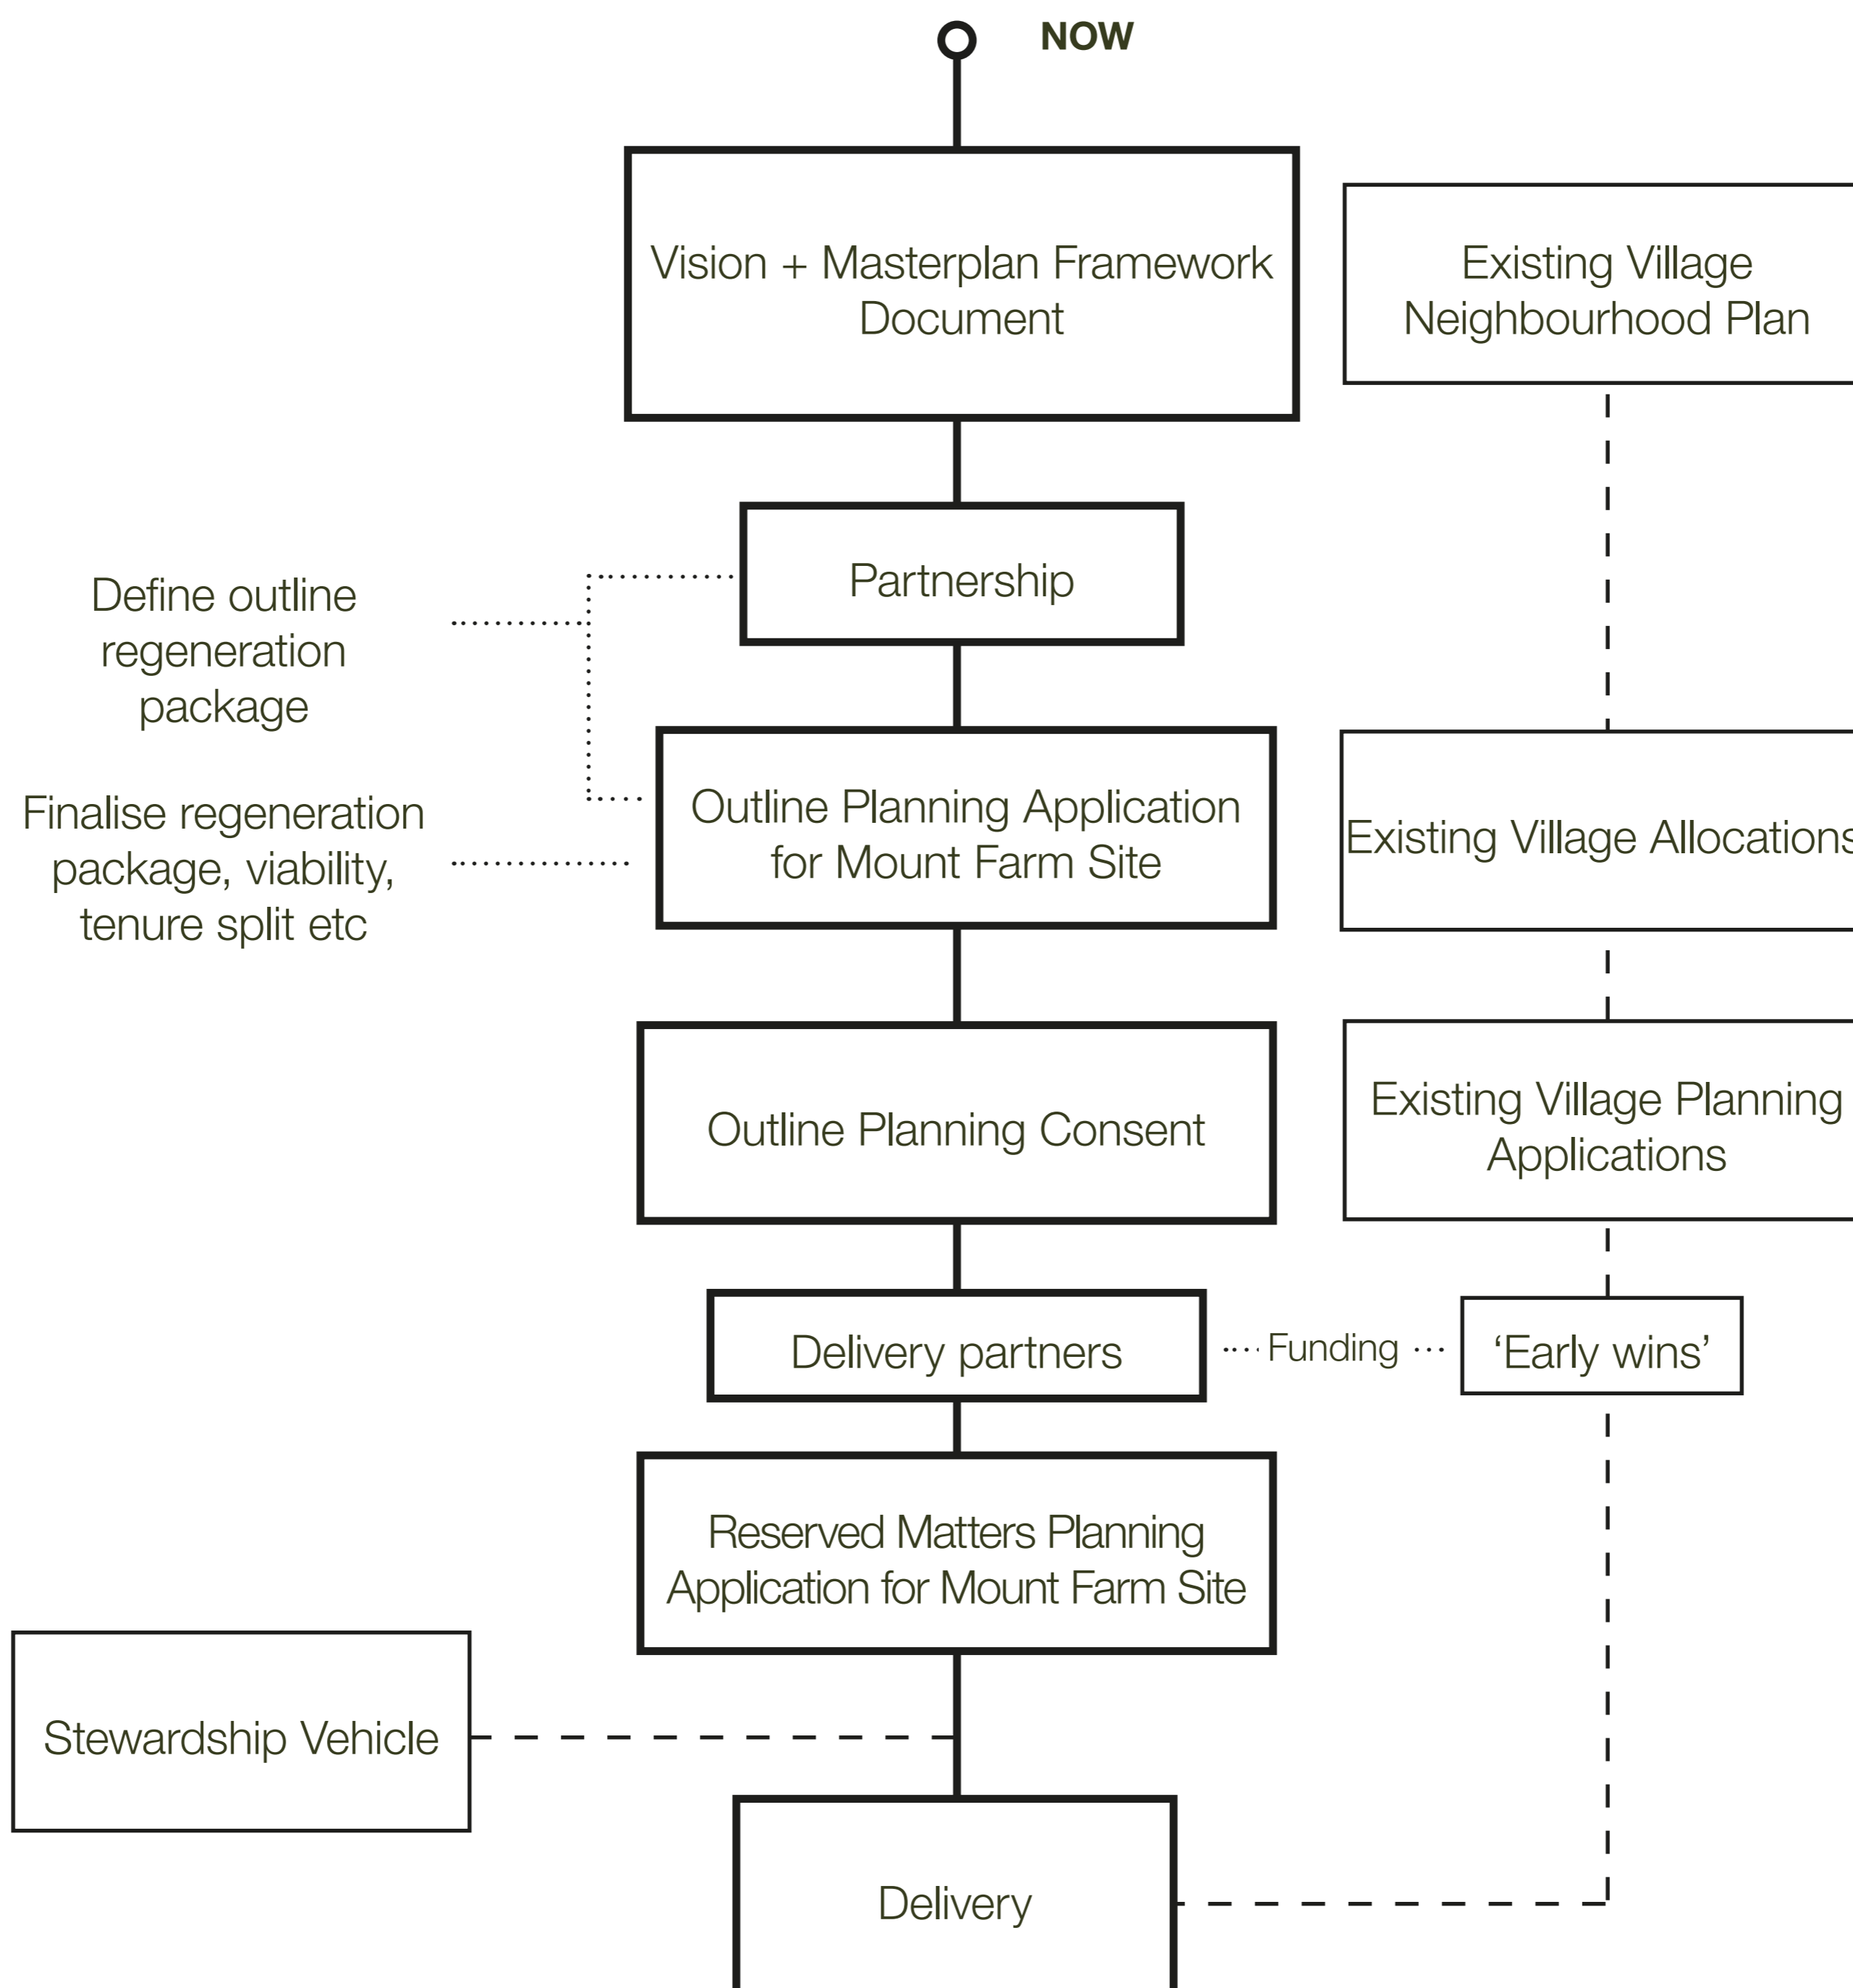 NOW
Vision + Masterplan Framework
Document
Existing Village
Neighbourhood Plan
Partnership
Define outline
regeneration
package
Outline Planning Application
for Mount Farm Site
Finalise regeneration
package, viability,
tenure split etc
Existing Village Allocations
Outline Planning Consent
Existing Village Planning
Applications
Delivery partners
Funding
‘Early wins’
Reserved Matters Planning
Application for Mount Farm Site
Stewardship Vehicle
Delivery